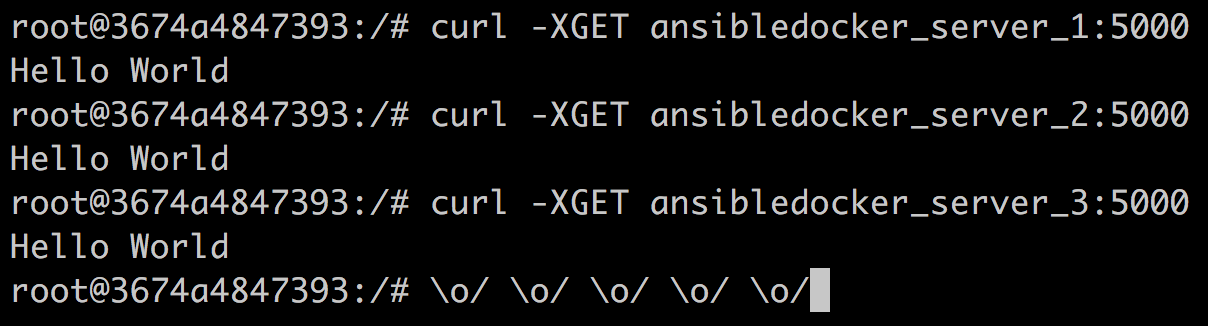 root@3674a4847393:/# curl -XGET ansibledocker_server_1:5000
Hello World
root@3674a4847393:/# curl -XGET ansibledocker_server_2:5000
Hello World
root@3674a4847393:/# curl -XGET ansibledocker_server_3:5000
Hello World
root@3674a4847393:/# \o/ \o/ \o/ \o/ \o/